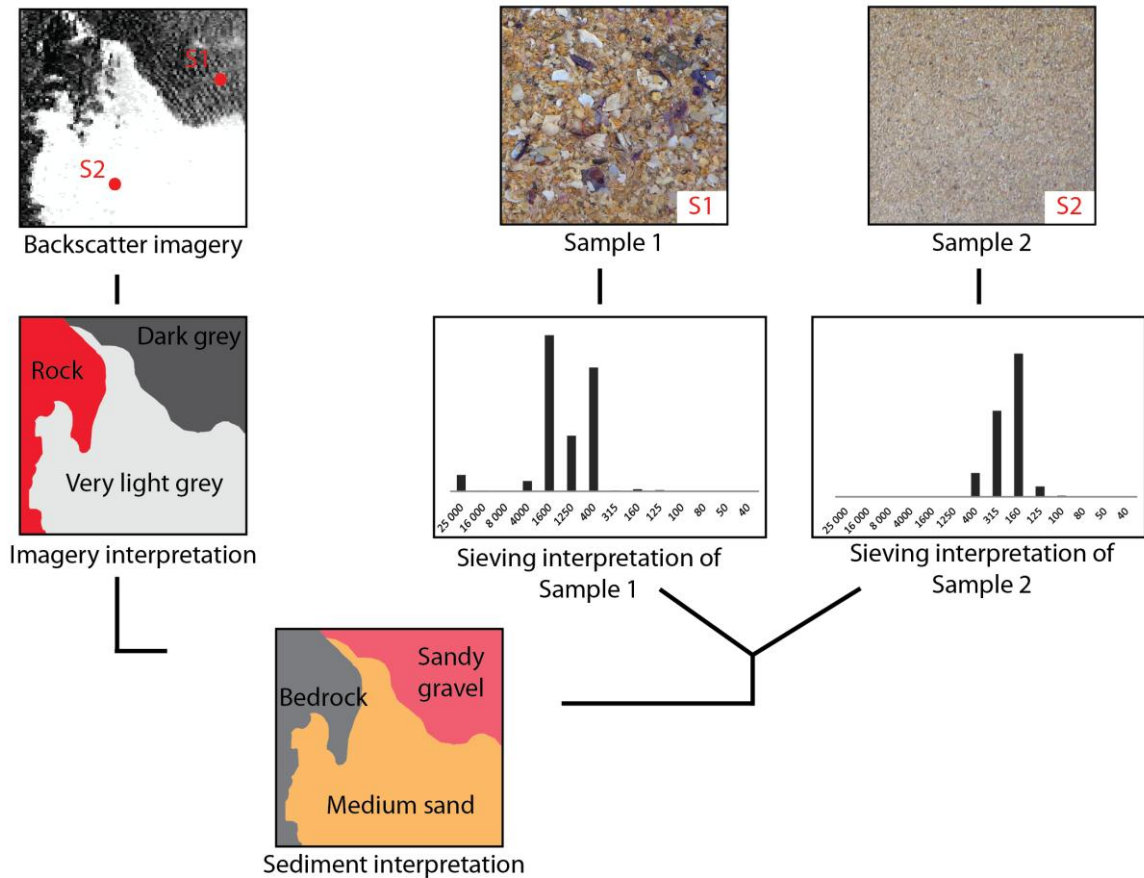 S1
S2
S1
S2
Backscatter imagery
Sample 1
Sample 2
Dark grey
Rock
Very light grey
25 000
16 000
8 000
4000
1600
1250
400
315
160
125
100
80
50
40
25 000
16 000
8 000
4000
1600
1250
400
315
160
125
100
80
50
40
Imagery interpretation
Sieving interpretation of
Sample 1
Sieving interpretation of
Sample 2
Sandy
gravel
Bedrock
Medium sand
Sediment interpretation